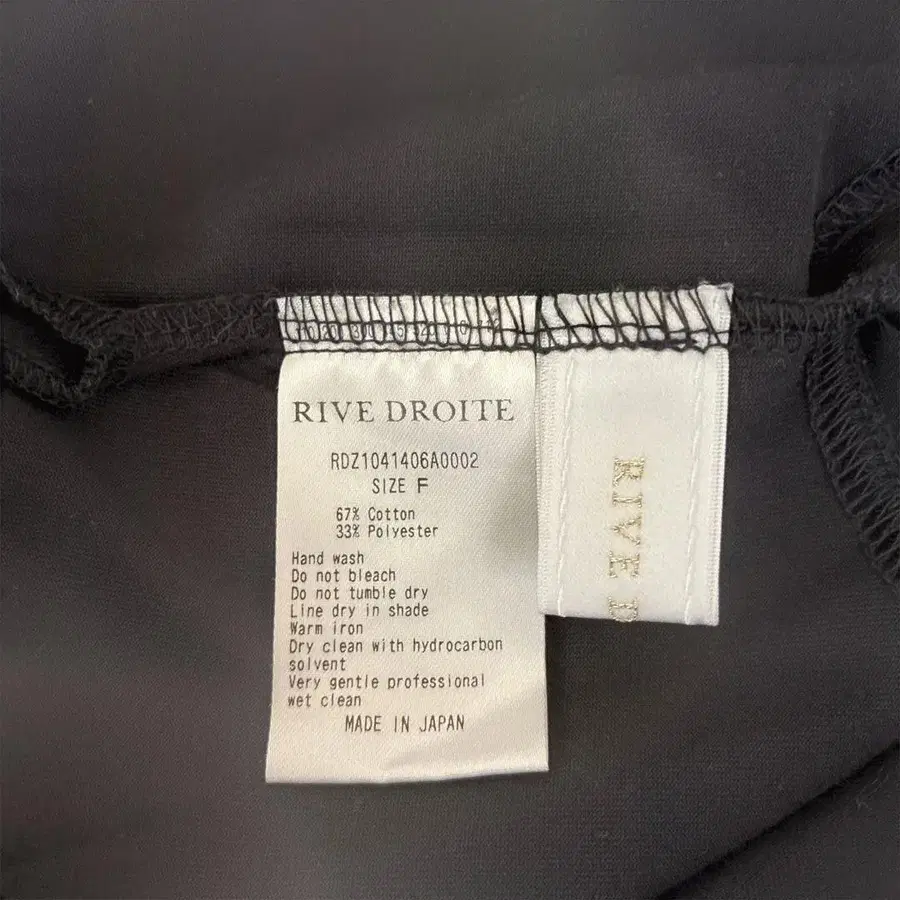 RIVE DROITE
RDZ1041406A0002
SIZE F
67% Cotton
33% Polyester
Hand wash
Do not bleach
Do not tumble dry
Line dry in shade
Warm iron
Dry clean with hydrocarbon
solvent
Very gentle professional
wet clean
MADE IN JAPAN
RIVE D